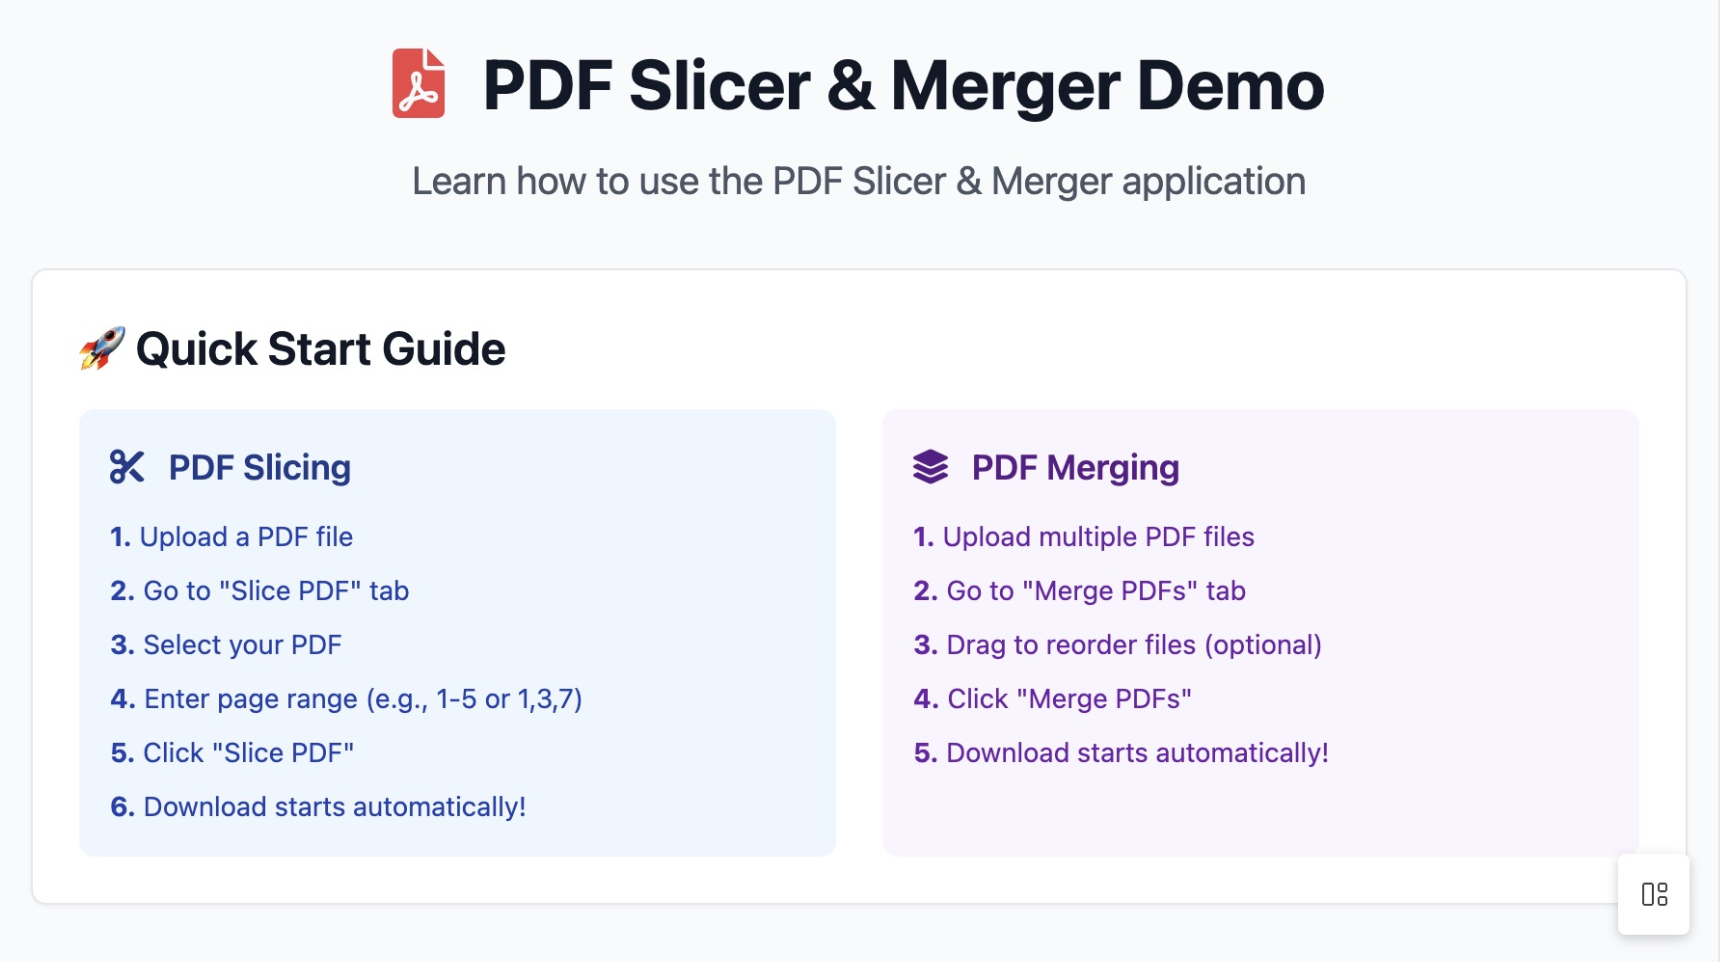 PDF Slicer & Merger Demo
Learn how to use the PDF Slicer & Merger application
🚀 Quick Start Guide
PDF Slicing
1. Upload a PDF file
2. Go to "Slice PDF" tab
3. Select your PDF
4. Enter page range (e.g., 1-5 or 1,3,7)
5. Click "Slice PDF"
6. Download starts automatically!
PDF Merging
1. Upload multiple PDF files
2. Go to "Merge PDFs" tab
3. Drag to reorder files (optional)
4. Click "Merge PDFs"
5. Download starts automatically!